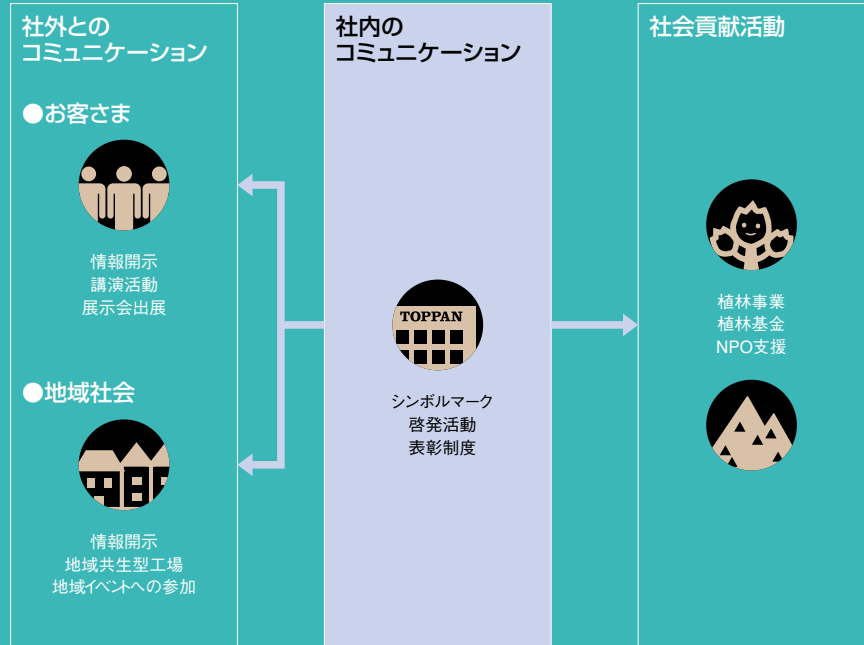 社外との
コミュニケーション
●お客さま
情報開示
講演活動
展示会出展
●地域社会
情報開示
地域共生型工場
地域イベントへの参加
社内の
コミュニケーション
TOPPAN
シンボルマーク
啓発活動
表彰制度
社会貢献活動
植林事業
植林基金
NPO支援